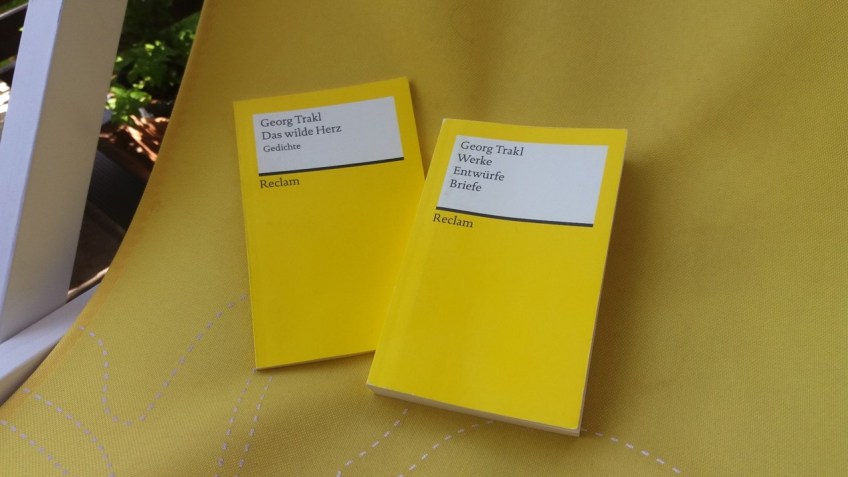 Georg Trakl
Das wilde Herz
Gedichte
Reclam
Georg Trakl
Werke
Entwürfe
Briefe
Reclam